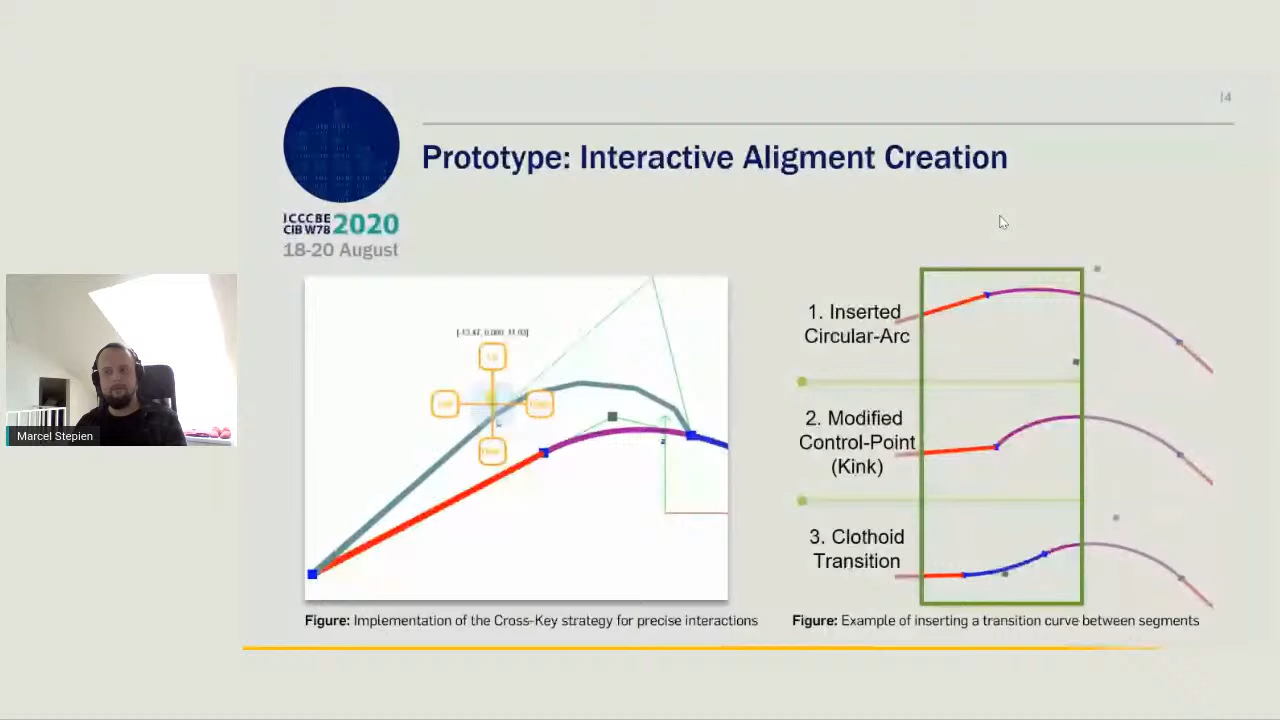 14
Prototype: Interactive Aligment Creation
ICCCBE
CIB W78 2020
18-20 August
Marcel Stepien
1. Inserted
Circular-Arc
2. Modified
Control-Point
(Kink)
3. Clothoid
Transition
Figure: Implementation of the Cross-Key strategy for precise interactions
Figure: Example of inserting a transition curve between segments